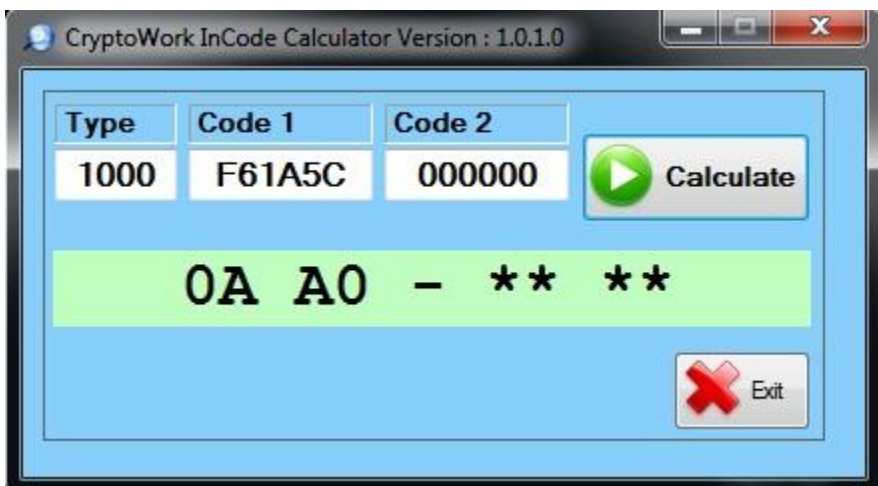 CryptoWork InCode Calculator Version : 1.0.1.0
Type Code 1 Code 2
1000 F61A5C 000000 Calculate
0A A0 - ** **
Exit